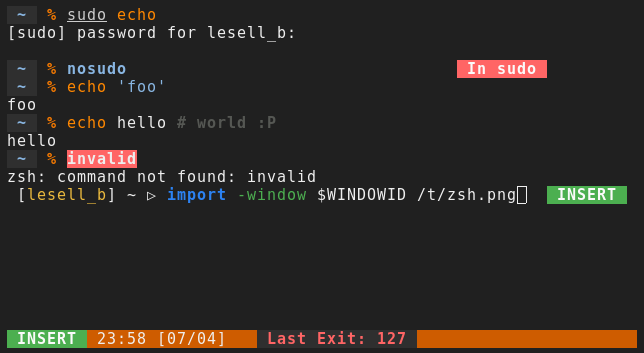 ~ % sudo echo
[sudo] password for lesell_b:
~ % nosudo In sudo
~ % echo 'foo'
foo
~ % echo hello # world :P
hello
~ % invalid
zsh: command not found: invalid
[lesell_b] ~ ▷ import -window $WINDOWID /t/zsh.png INSERT
INSERT 23:58 [07/04] Last Exit: 127